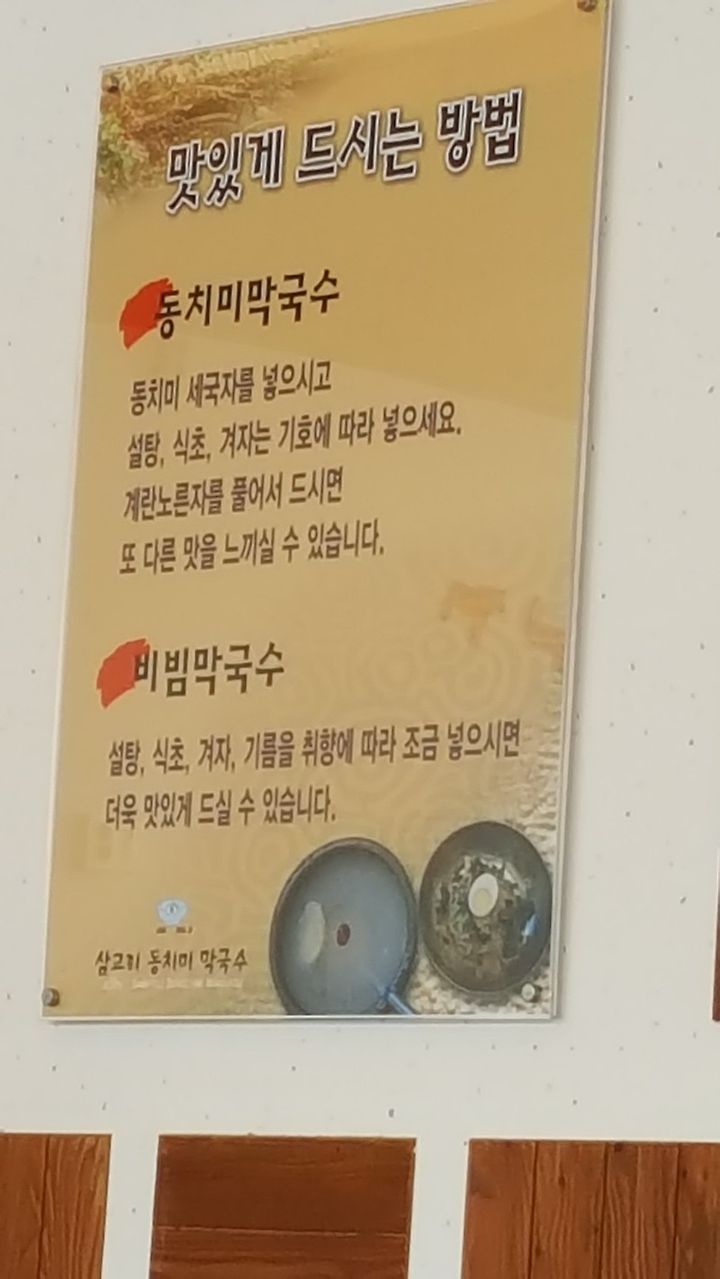 맛있게 드시는 방법
동치미막국수
동치미 세국자를 넣으시고
설탕, 식초, 겨자는 기호에 따라 넣으세요.
계란노른자를 풀어서 드시면
또 다른 맛을 느끼실 수 있습니다.
비빔막국수
설탕, 식초, 겨자, 기름을 취향에 따라 조금 넣으시면
더욱 맛있게 드실 수 있습니다.
삼교리 동치미 막국수